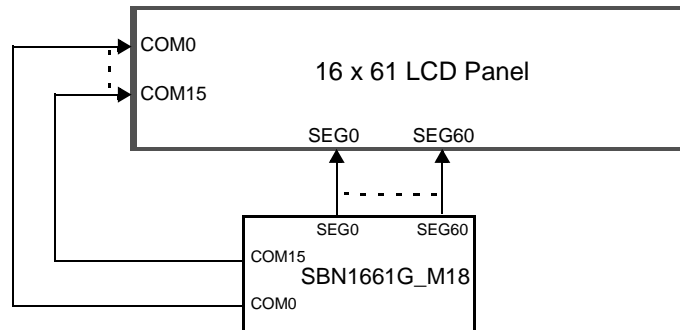 COM0
16 x 61 LCD Panel
COM15
SEG0 SEG60
SEG0 SEG60
COM15
SBN1661G_M18
COM0